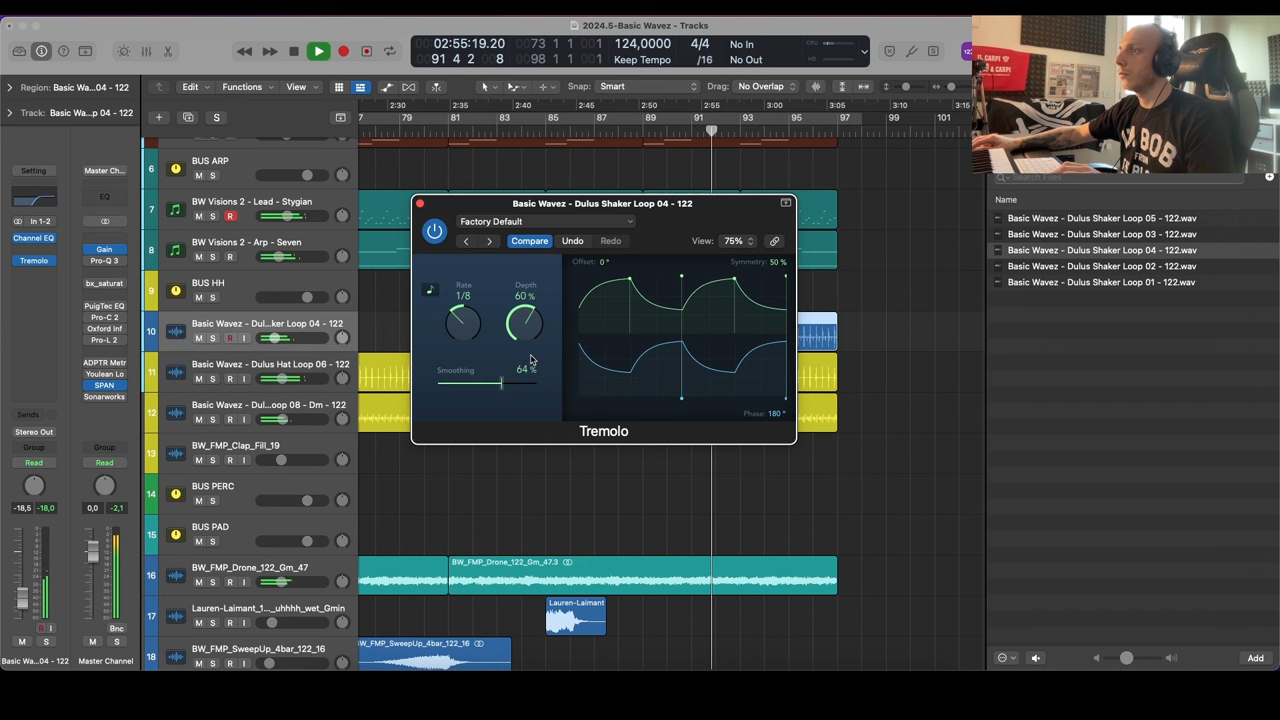 2024.5-Basic Wavez - Tracks
02:55:19.20
91 4 2 8
0073 1 1 1
0098 1 1 1
124,0000
Keep Tempo
4/4
/16
No In
No Out
CPU
HD
Region: Basic Wa...04 - 122
Track: Basic Wa...p 04 - 122
Edit
Functions
View
Snap: Smart
Drag: No Overlap
S
2:30 2:35 2:40 2:45 2:50 2:55 3:00 3:05 3:10 3:15
7 79 81 83 85 87 89 91 93 95 97 99 101
Setting
Master Ch...
EQ
In 1-2
Channel EQ
Tremolo
Gain
Pro-Q 3
bx_saturat
PuigTec EQ
Pro-C 2
Oxford Inf
Pro-L 2
ADPTR Metr
Youlean Lo
SPAN
Sonarworks
Sends
Stereo Out
Group
Group
Read
Read
-18,5 -18,0
0,0 -2,1
R I
Bnc
M S
M S
Basic Wa...04 - 122
Master Channel
6
BUS ARP
M S
7
BW Visions 2 - Lead - Stygian
M S R
8
BW Visions 2 - Arp - Seven
M S R
9
BUS HH
M S
10
Basic Wavez - Dul...ker Loop 04 - 122
M S R I
11
Basic Wavez - Dulus Hat Loop 06 - 122
M S R I
12
Basic Wavez - Dul...oop 08 - Dm - 122
M S R I
13
BW_FMP_Clap_Fill_19
M S R I
14
BUS PERC
M S
15
BUS PAD
M S
16
BW_FMP_Drone_122_Gm_47
M S R I
17
Lauren-Laimant_1..._uhhhh_wet_Gmin
M S R I
18
BW_FMP_SweepUp_4bar_122_16
M S R I
BW_FMP_Drone_122_Gm_47.3
Lauren-Laimant
W_FMP_SweepUp_4bar_122_16
Basic Wavez - Dulus Shaker Loop 04 - 122
Factory Default
Compare
Undo
Redo
View: 75%
Rate
1/8
Depth
60 %
Smoothing
64 %
Offset: 0 °
Symmetry: 50 %
Phase: 180 °
Tremolo
Search Files
Name
Basic Wavez - Dulus Shaker Loop 05 - 122.wav
Basic Wavez - Dulus Shaker Loop 03 - 122.wav
Basic Wavez - Dulus Shaker Loop 04 - 122.wav
Basic Wavez - Dulus Shaker Loop 02 - 122.wav
Basic Wavez - Dulus Shaker Loop 01 - 122.wav
Add